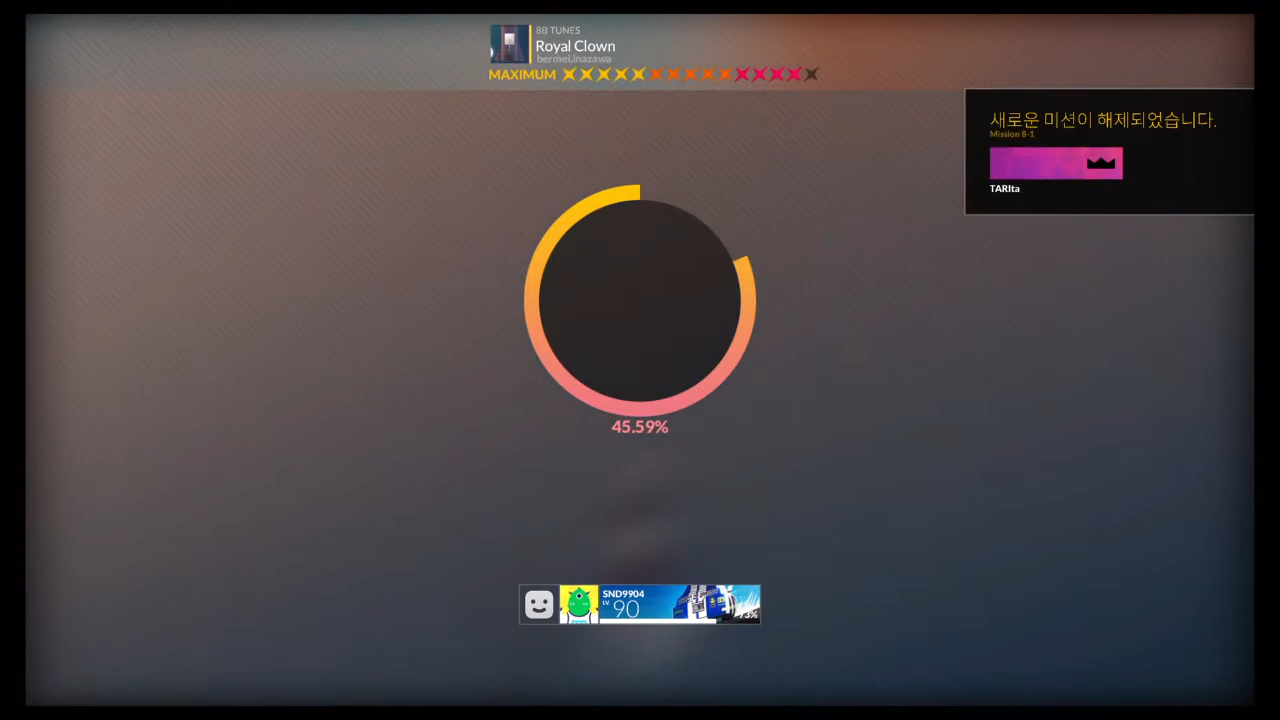 8B TUNES
Royal Clown
bermei.inazawa
MAXIMUM
새로운 미션이 해제되었습니다.
Mission 8-1
TARIta
45.59%
SND9904
LV.
90